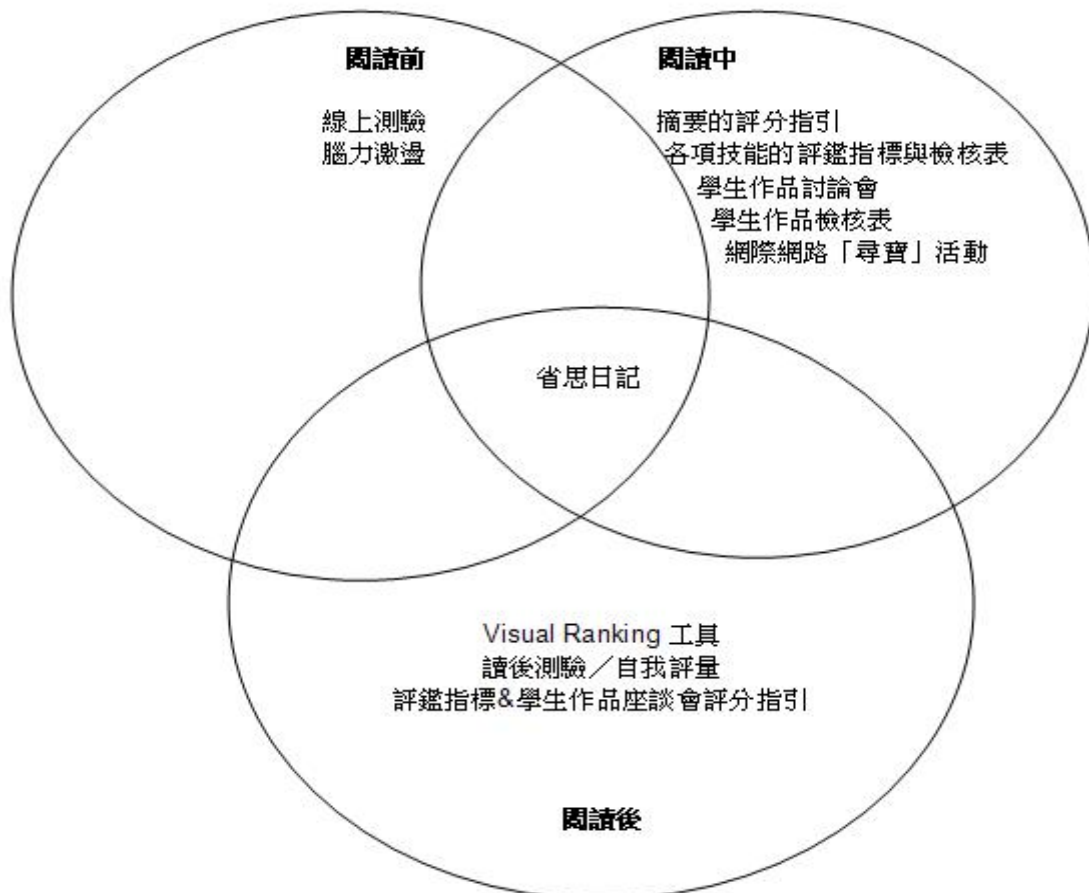 閱讀前
線上測驗
腦力激盪
閱讀中
摘要的評分指引
各項技能的評鑑指標與檢核表
學生作品討論會
學生作品檢核表
網際網路「尋寶」活動
省思日記
Visual Ranking 工具
讀後測驗／自我評量
評鑑指標&學生作品座談會評分指引
閱讀後